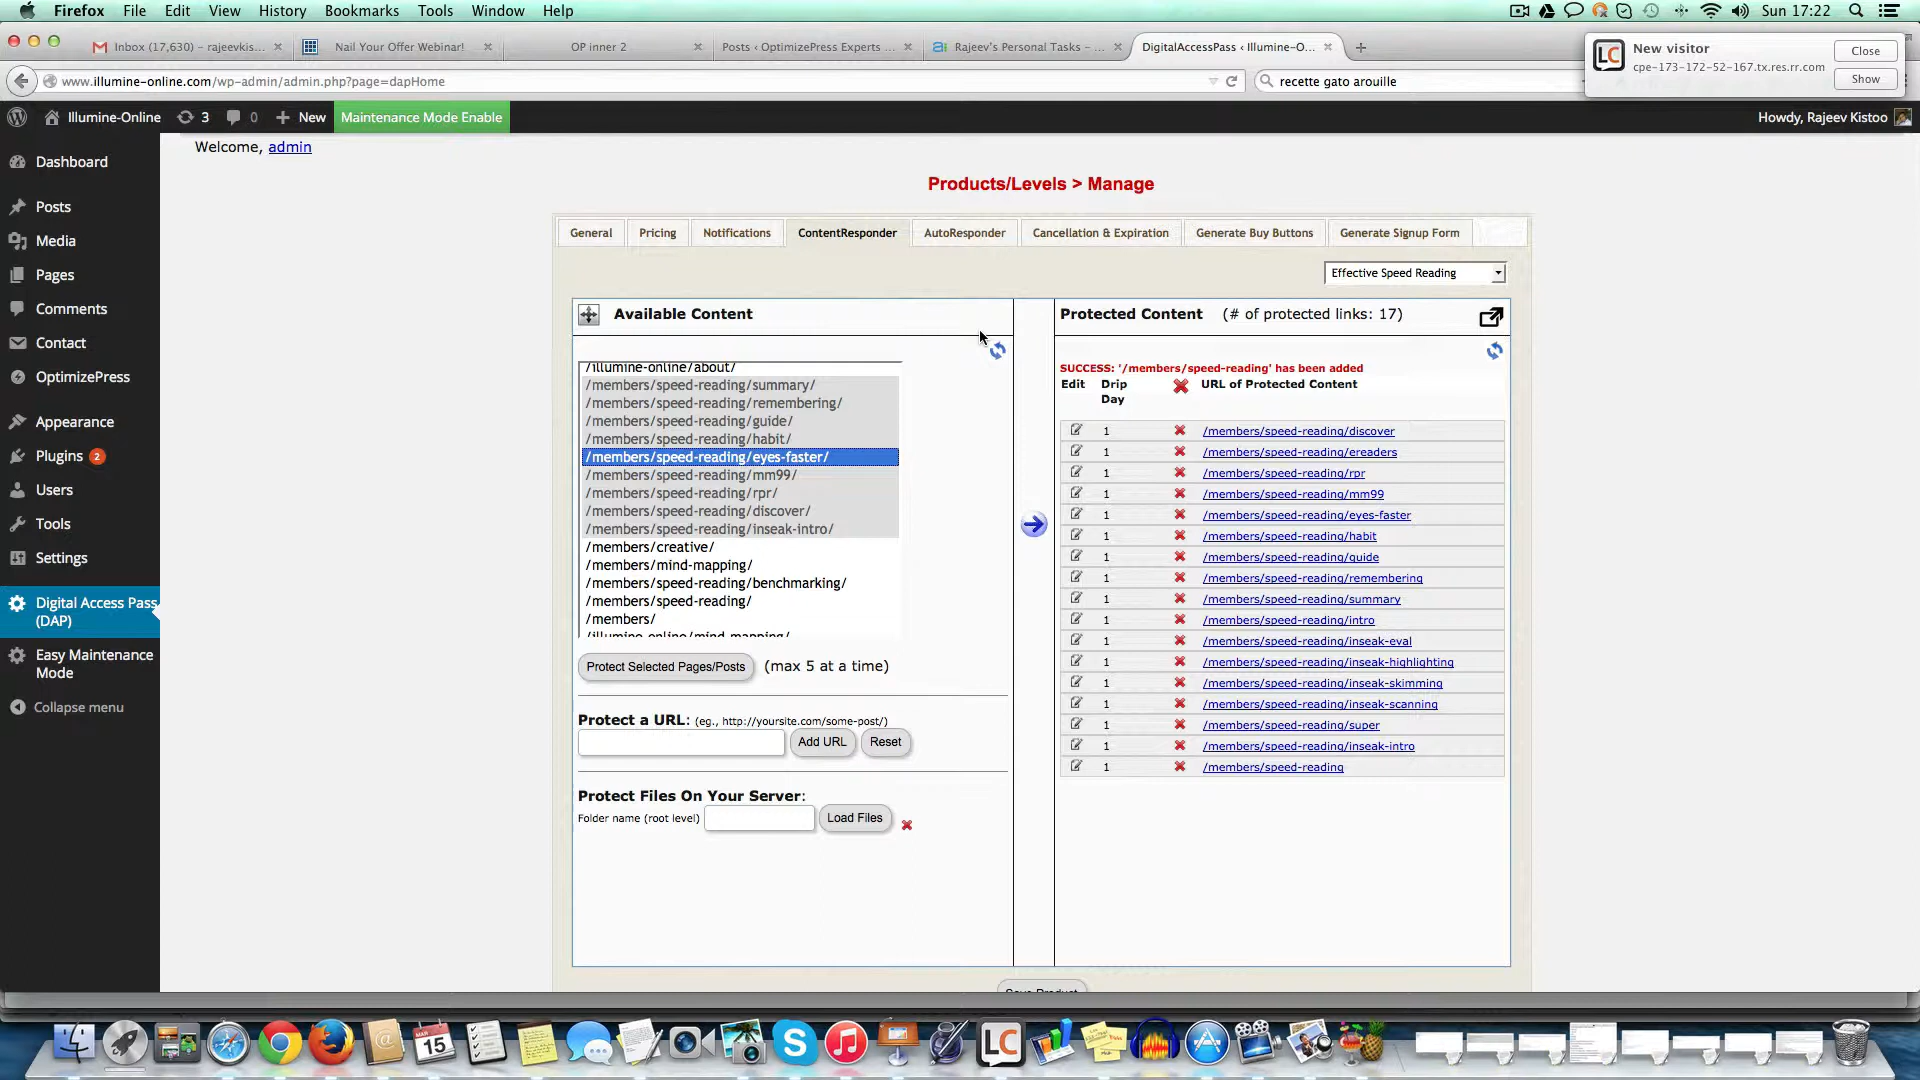 Firefox File Edit View History Bookmarks Tools Window Help Sun 17:22
Inbox (17,630) – rajeevkis...
Nail Your Offer Webinar!
OP inner 2
Posts ‹ OptimizePress Experts ...
Rajeev's Personal Tasks – ...
DigitalAccessPass ‹ Illumine-O...
New visitor
cpe-173-172-52-167.tx.res.rr.com
Close
Show
www.illumine-online.com/wp-admin/admin.php?page=dapHome
recette gato arouille
Illumine-Online 3 0 New Maintenance Mode Enable
Howdy, Rajeev Kistoo
Dashboard
Posts
Media
Pages
Comments
Contact
OptimizePress
Appearance
Plugins 2
Users
Tools
Settings
Digital Access Pass
(DAP)
Easy Maintenance
Mode
Collapse menu
Welcome, admin
Products/Levels > Manage
General Pricing Notifications ContentResponder AutoResponder Cancellation & Expiration Generate Buy Buttons Generate Signup Form
Effective Speed Reading
Available Content
/illumine-online/about/
/members/speed-reading/summary/
/members/speed-reading/remembering/
/members/speed-reading/guide/
/members/speed-reading/habit/
/members/speed-reading/eyes-faster/
/members/speed-reading/mm99/
/members/speed-reading/rpr/
/members/speed-reading/discover/
/members/speed-reading/inseak-intro/
/members/creative/
/members/mind-mapping/
/members/speed-reading/benchmarking/
/members/speed-reading/
/members/
/illumine-online/mind-mapping/
Protect Selected Pages/Posts (max 5 at a time)
Protect a URL: (eg., http://yoursite.com/some-post/)
Add URL Reset
Protect Files On Your Server:
Folder name (root level) Load Files
Protected Content (# of protected links: 17)
SUCCESS: '/members/speed-reading' has been added
Edit Drip Day URL of Protected Content
1 /members/speed-reading/discover
1 /members/speed-reading/ereaders
1 /members/speed-reading/rpr
1 /members/speed-reading/mm99
1 /members/speed-reading/eyes-faster
1 /members/speed-reading/habit
1 /members/speed-reading/guide
1 /members/speed-reading/remembering
1 /members/speed-reading/summary
1 /members/speed-reading/intro
1 /members/speed-reading/inseak-eval
1 /members/speed-reading/inseak-highlighting
1 /members/speed-reading/inseak-skimming
1 /members/speed-reading/inseak-scanning
1 /members/speed-reading/super
1 /members/speed-reading/inseak-intro
1 /members/speed-reading
Save Product
MAR
15
LC